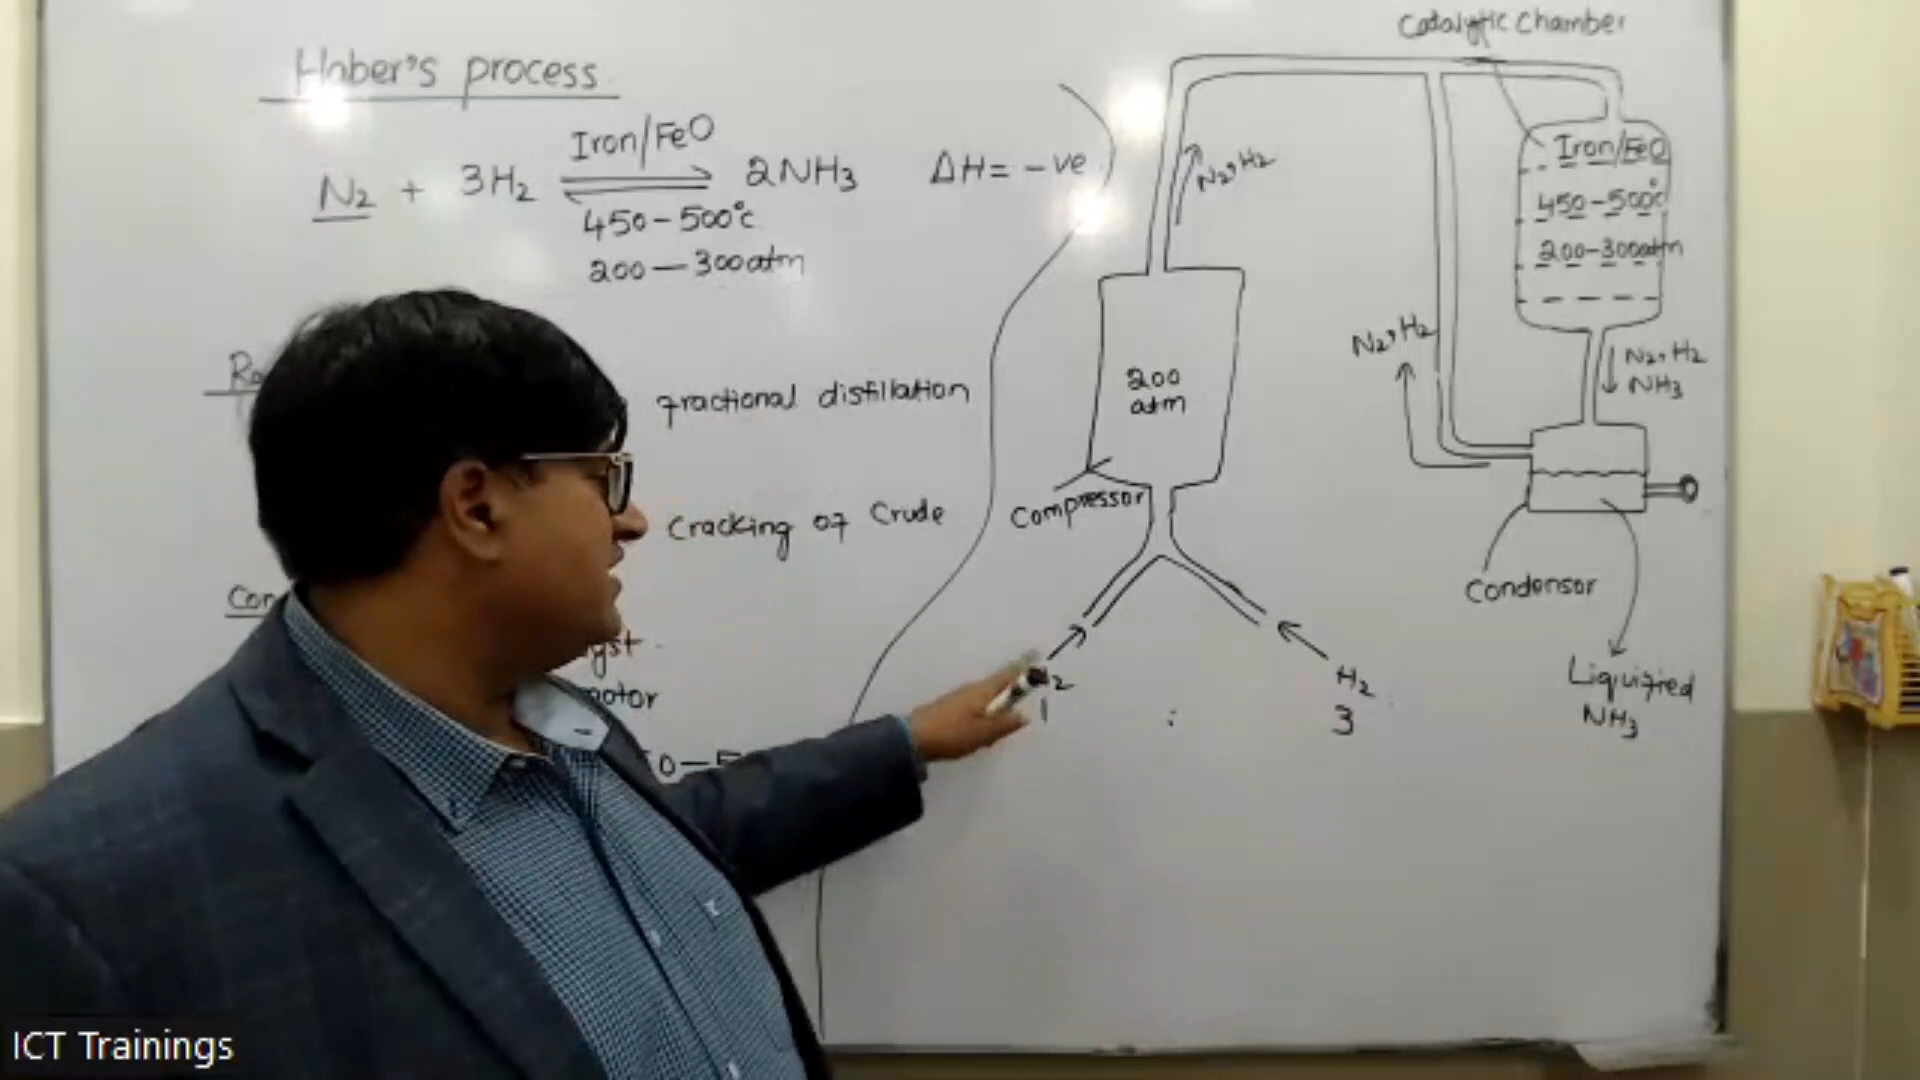 Haber's process
N2 + 3H2 ⇌ 2NH3 ΔH= -ve
Iron/FeO
450-500°C
200-300atm
fractional distillation
Cracking of Crude
0-5
Catalytic Chamber
Iron/FeO
450-500°C
200-300atm
N2, H2
N2, H2
N2, H2
NH3
200
atm
Compressor
Condensor
H2
1 : 3
Liquified
NH3
ICT Trainings